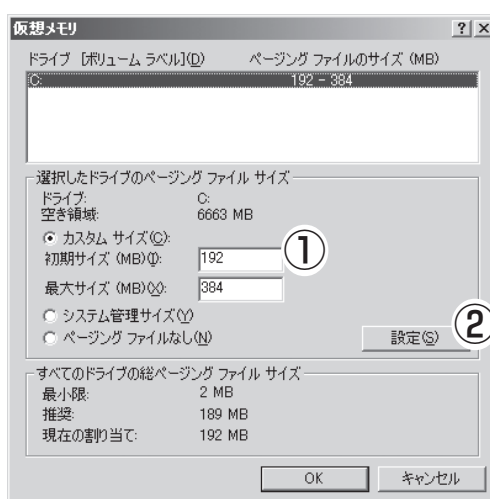 仮想メモリ
ドライブ [ボリューム ラベル](D) ページング ファイルのサイズ (MB)
C: 192 - 384
選択したドライブのページング ファイル サイズ
ドライブ: C:
空き領域: 6663 MB
カスタム サイズ(C):
初期サイズ (MB)(I): 192
①
最大サイズ (MB)(X): 384
システム管理サイズ(Y)
ページング ファイルなし(N)
設定(S)
②
すべてのドライブの総ページング ファイル サイズ
最小限: 2 MB
推奨: 189 MB
現在の割り当て: 192 MB
OK キャンセル